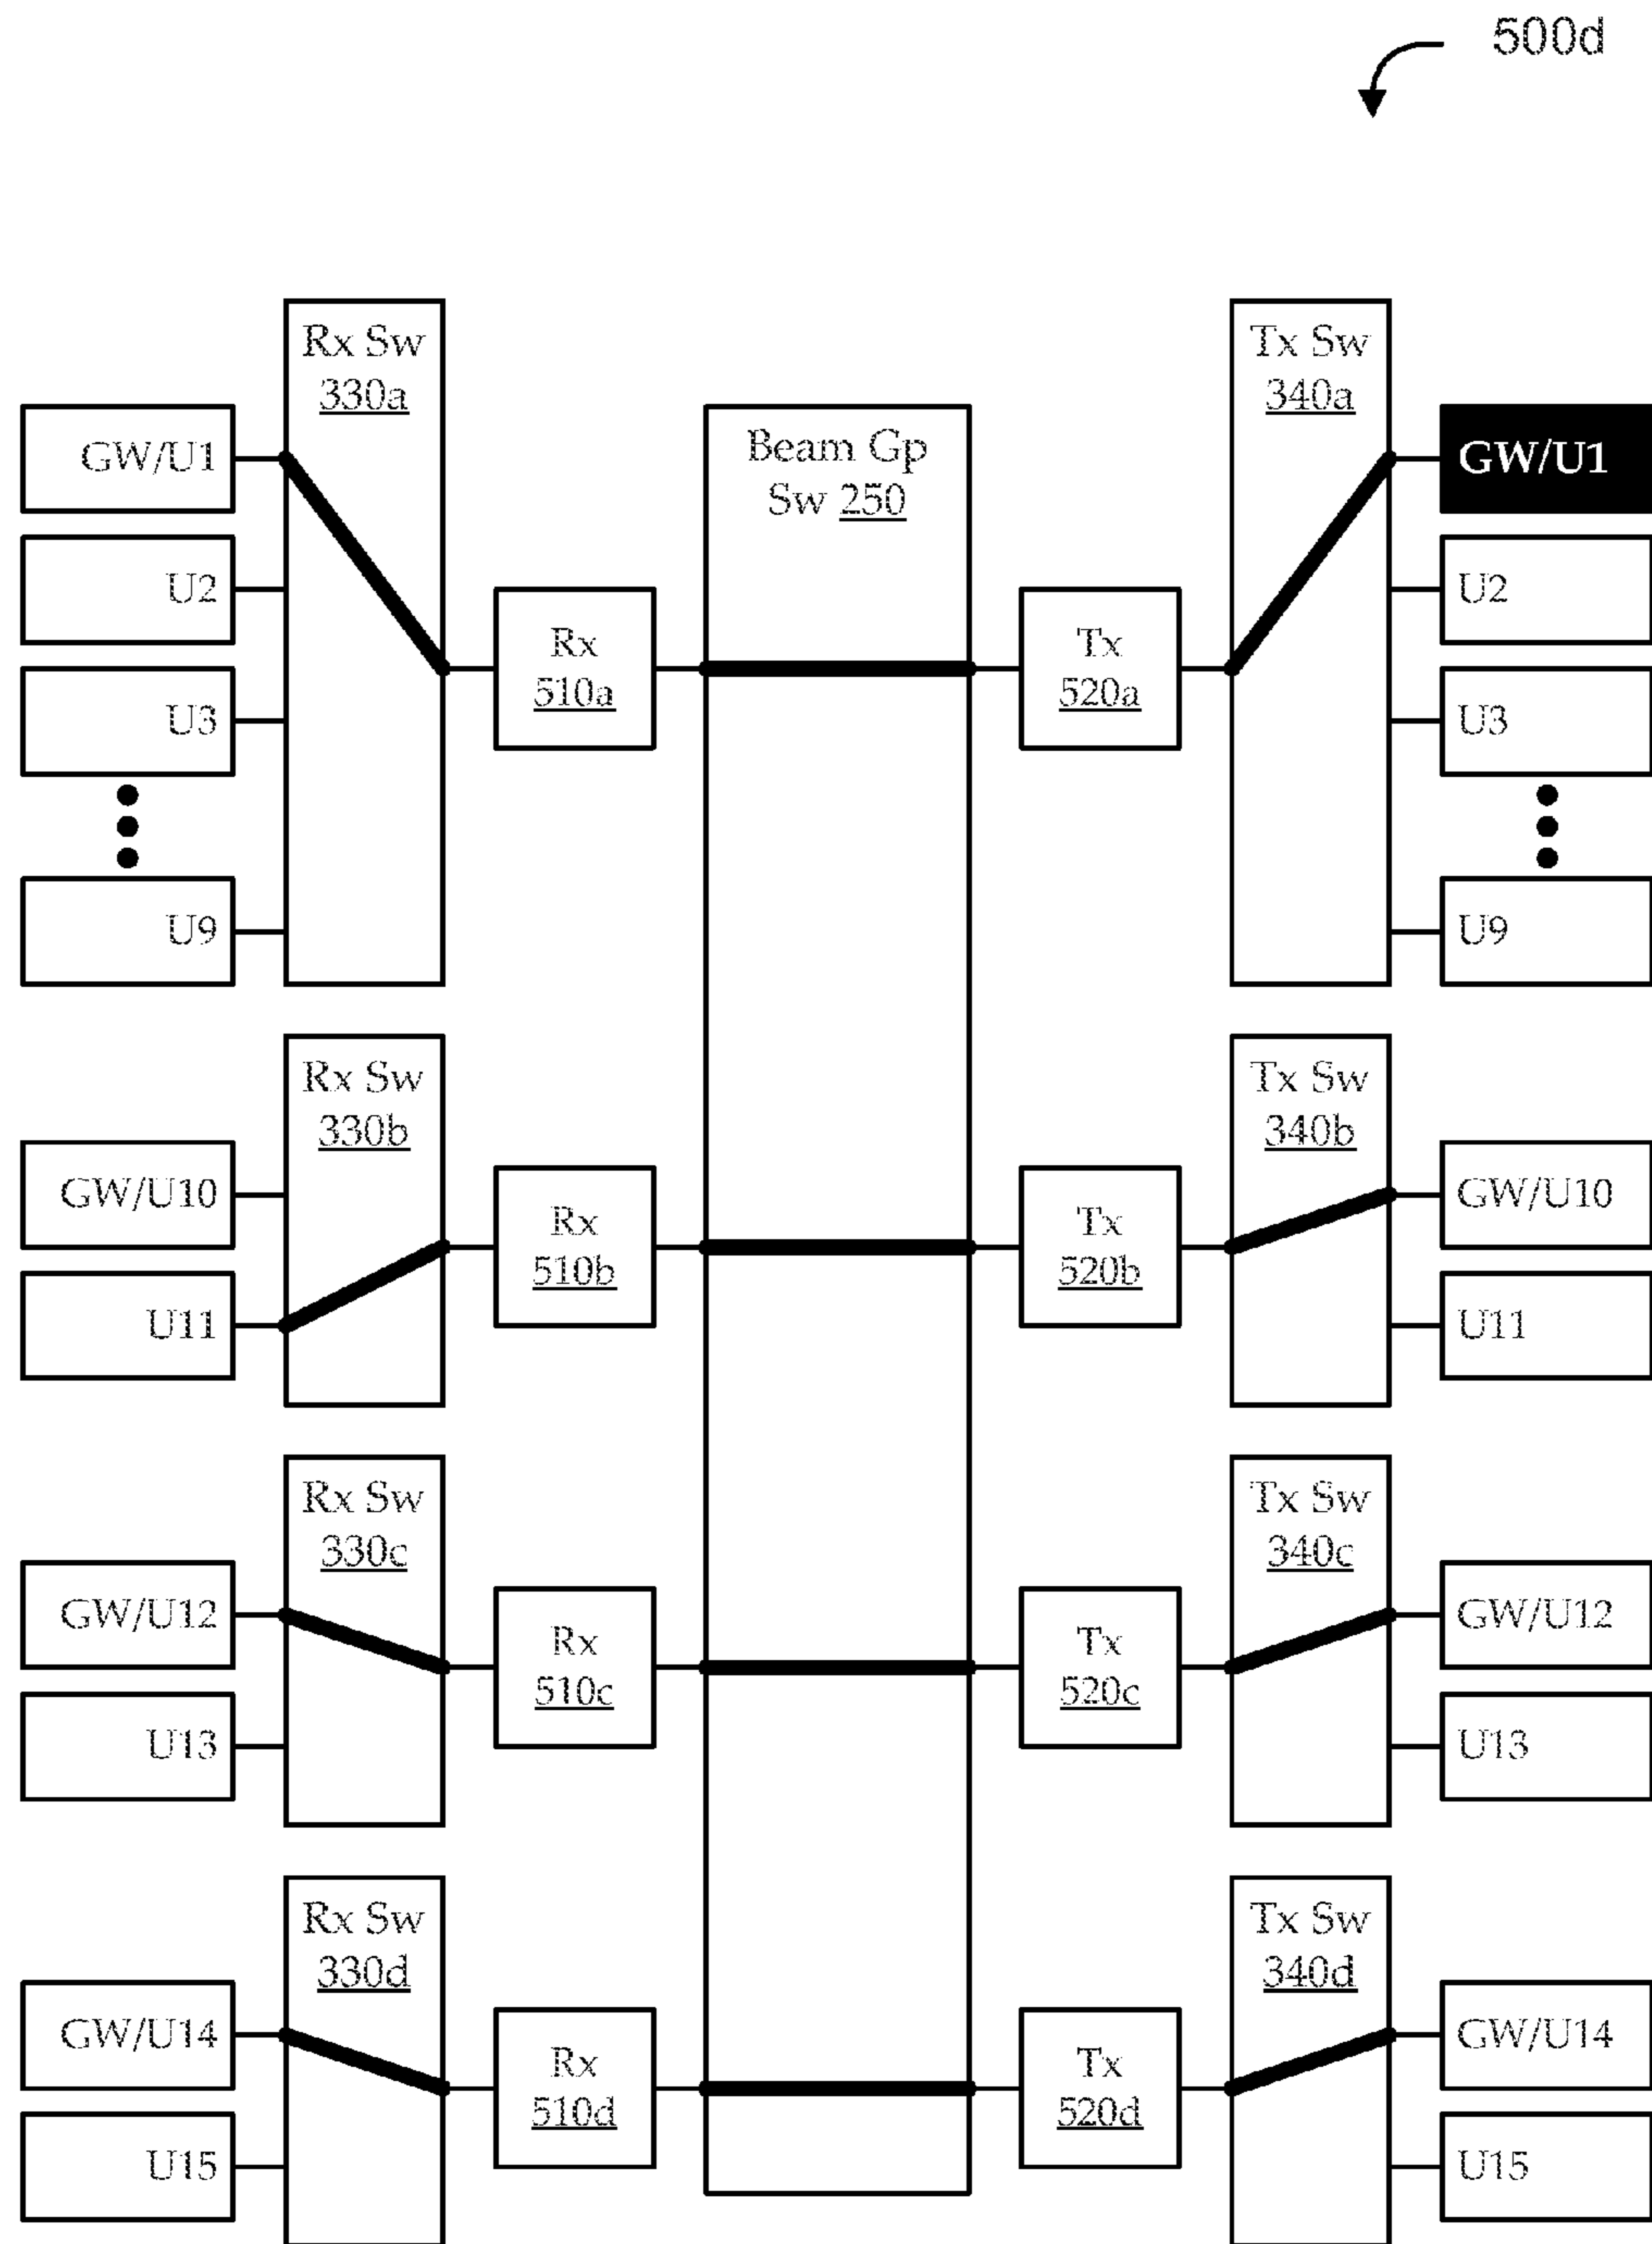 500d
Rx Sw
330a
GW/U1
U2
U3
U9
Rx
510a
Beam Gp
Sw 250
Tx
520a
Tx Sw
340a
GW/U1
U2
U3
U9
Rx Sw
330b
GW/U10
U11
Rx
510b
Tx
520b
Tx Sw
340b
GW/U10
U11
Rx Sw
330c
GW/U12
U13
Rx
510c
Tx
520c
Tx Sw
340c
GW/U12
U13
Rx Sw
330d
GW/U14
U15
Rx
510d
Tx
520d
Tx Sw
340d
GW/U14
U15